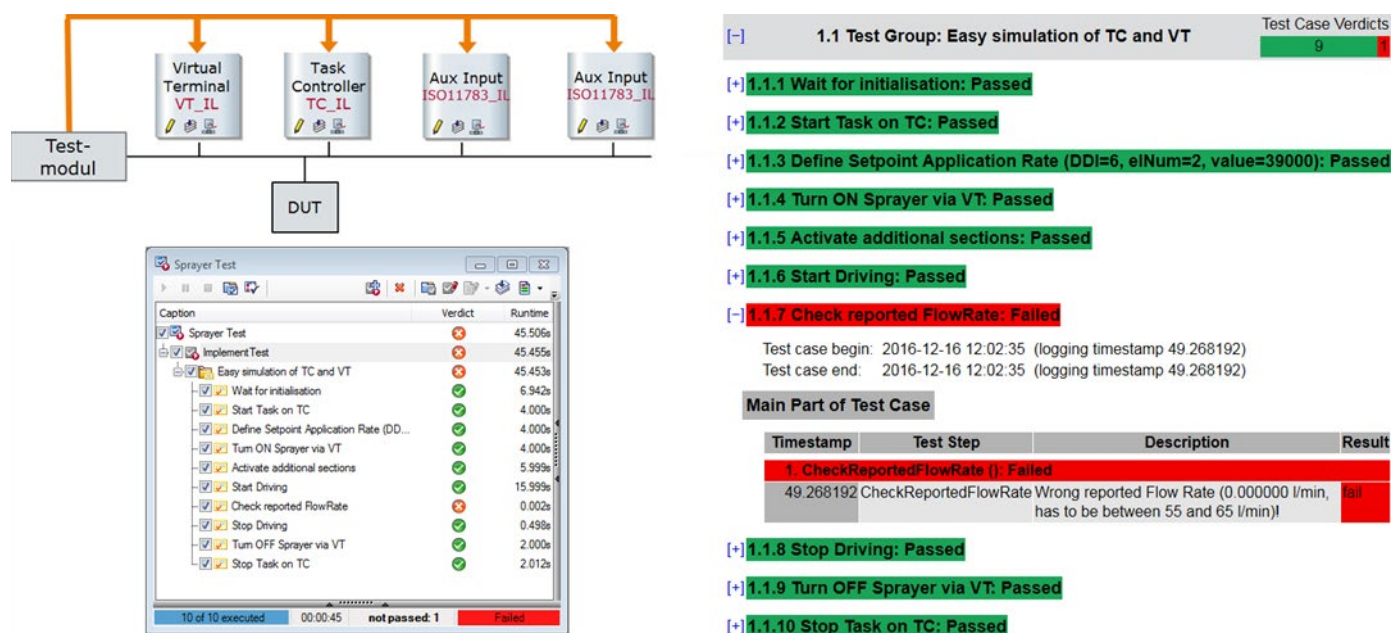 Virtual
Terminal
VT_IL
Task
Controller
TC_IL
Aux Input
ISO11783_IL
Aux Input
ISO11783_IL
Test-
modul
DUT
Sprayer Test
Caption Verdict Runtime
Sprayer Test 45.506s
ImplementTest 45.455s
Easy simulation of TC and VT 45.453s
Wait for initialisation 6.942s
Start Task on TC 4.000s
Define Setpoint Application Rate (DD... 4.000s
Turn ON Sprayer via VT 4.000s
Activate additional sections 5.999s
Start Driving 15.999s
Check reported FlowRate 0.002s
Stop Driving 0.498s
Turn OFF Sprayer via VT 2.000s
Stop Task on TC 2.012s
10 of 10 executed 00:00:45 not passed: 1 Failed
[−] 1.1 Test Group: Easy simulation of TC and VT
Test Case Verdicts
9 1
[+] 1.1.1 Wait for initialisation: Passed
[+] 1.1.2 Start Task on TC: Passed
[+] 1.1.3 Define Setpoint Application Rate (DDI=6, elNum=2, value=39000): Passed
[+] 1.1.4 Turn ON Sprayer via VT: Passed
[+] 1.1.5 Activate additional sections: Passed
[+] 1.1.6 Start Driving: Passed
[−] 1.1.7 Check reported FlowRate: Failed
Test case begin: 2016-12-16 12:02:35 (logging timestamp 49.268192)
Test case end: 2016-12-16 12:02:35 (logging timestamp 49.268192)
Main Part of Test Case
Timestamp Test Step Description Result
1. CheckReportedFlowRate (): Failed
49.268192 CheckReportedFlowRate Wrong reported Flow Rate (0.000000 l/min, fail
has to be between 55 and 65 l/min)!
[+] 1.1.8 Stop Driving: Passed
[+] 1.1.9 Turn OFF Sprayer via VT: Passed
[+] 1.1.10 Stop Task on TC: Passed